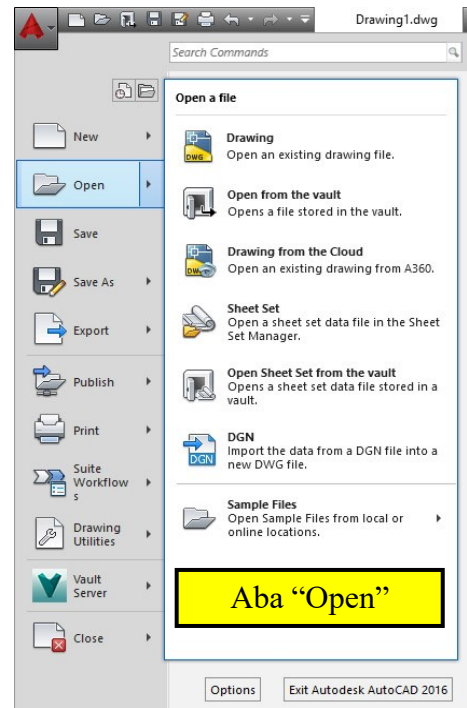 Drawing1.dwg
Search Commands
Open a file
New
Open
Save
Save As
Export
Publish
Print
Suite
Workflow
s
Drawing
Utilities
Vault
Server
Close
DWG
Drawing
Open an existing drawing file.
Open from the vault
Opens a file stored in the vault.
DW
Drawing from the Cloud
Open an existing drawing from A360.
Sheet Set
Open a sheet set data file in the Sheet
Set Manager.
Open Sheet Set from the vault
Opens a sheet set data file stored in a
vault.
DGN
DGN
Import the data from a DGN file into a
new DWG file.
Sample Files
Open Sample Files from local or
online locations.
Aba “Open”
Options
Exit Autodesk AutoCAD 2016